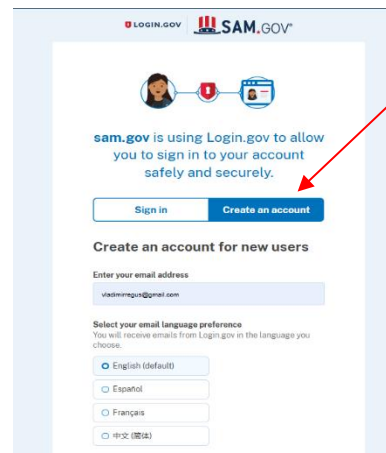 LOGIN.GOV SAM.GOV®
sam.gov is using Login.gov to allow
you to sign in to your account
safely and securely.
Sign in Create an account
Create an account for new users
Enter your email address
vladimirregus@gmail.com
Select your email language preference
You will receive emails from Login.gov in the language you
choose.
English (default)
Español
Français
中文 (简体)